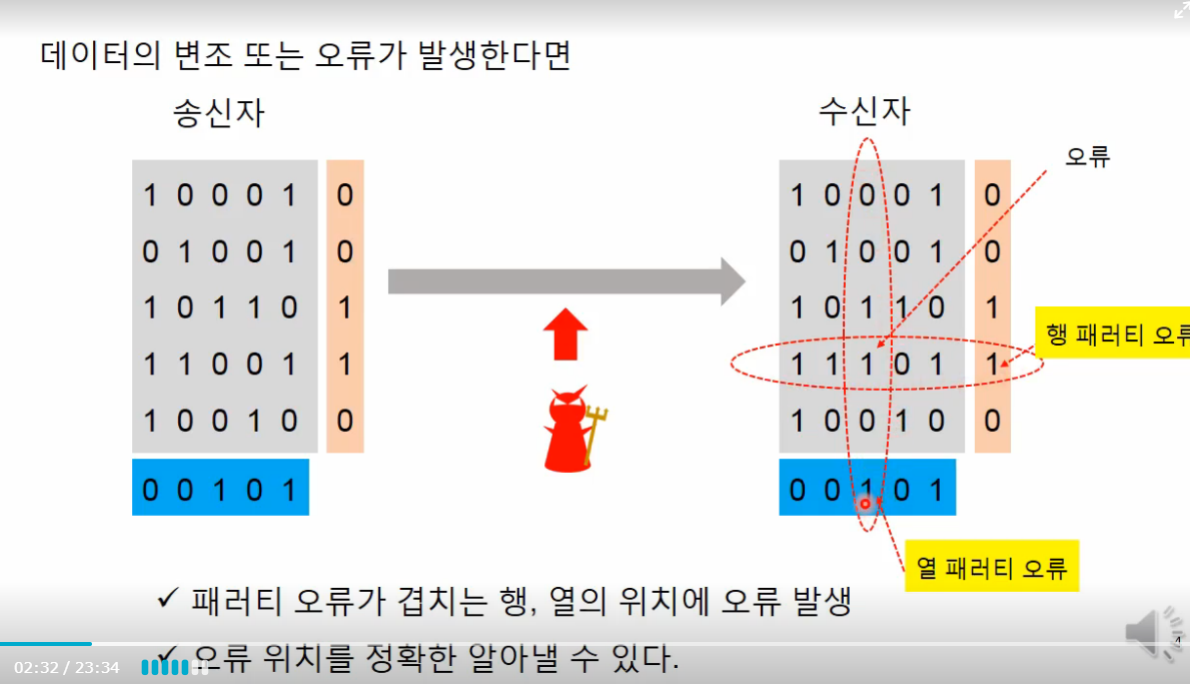 데이터의 변조 또는 오류가 발생한다면
송신자
수신자
오류
1 0 0 0 1 0
0 1 0 0 1 0
1 0 1 1 0 1
1 1 0 0 1 1
1 0 0 1 0 0
0 0 1 0 1
1 0 0 0 1 0
0 1 0 0 1 0
1 0 1 1 0 1
1 1 1 0 1 1
1 0 0 1 0 0
0 0 1 0 1
행 패러티 오류
열 패러티 오류
✓ 패러티 오류가 겹치는 행, 열의 위치에 오류 발생
✓ 오류 위치를 정확한 알아낼 수 있다.
4
02:32 / 23:34